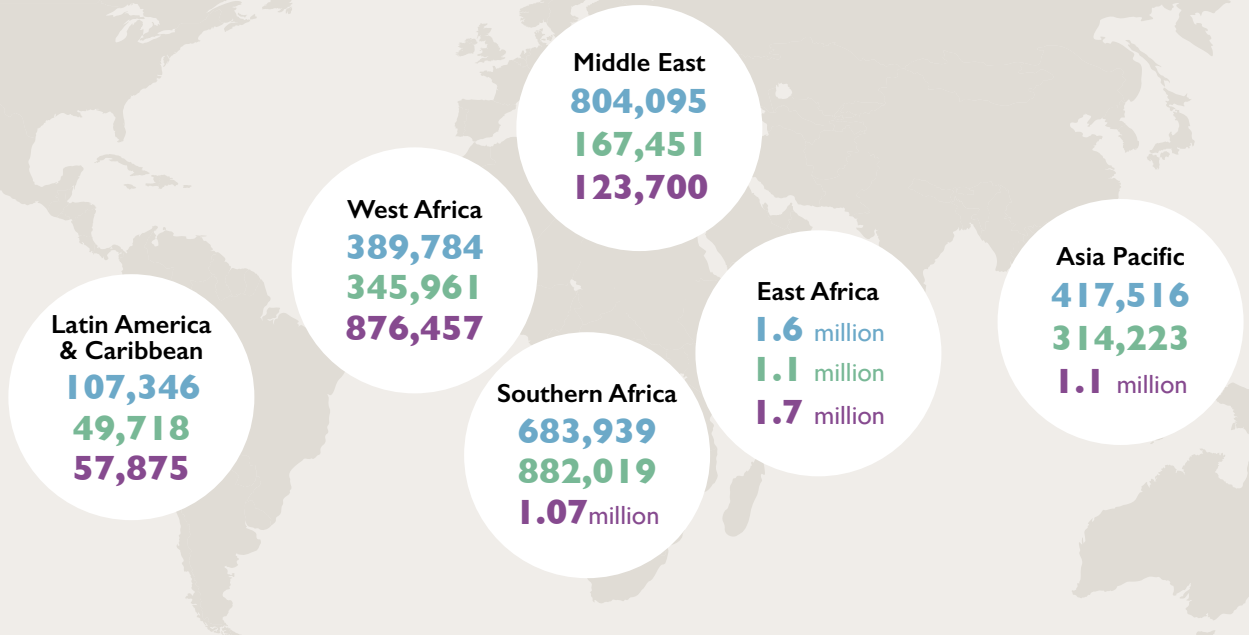 Middle East
804,095
167,451
123,700
West Africa
389,784
345,961
876,457
Latin America
& Caribbean
107,346
49,718
57,875
Southern Africa
683,939
882,019
1.07 million
East Africa
1.6 million
1.1 million
1.7 million
Asia Pacific
417,516
314,223
1.1 million